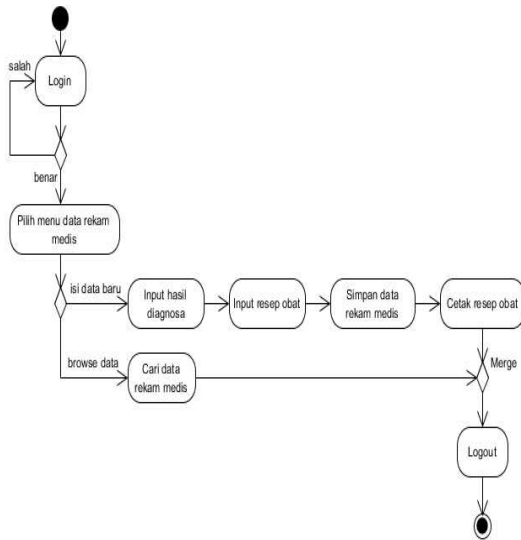 salah
Login
benar
Pilih menu data rekam
medis
isi data baru
Input hasil
diagnosa
Input resep obat
Simpan data
rekam medis
Cetak resep obat
browse data
Cari data
rekam medis
Merge
Logout